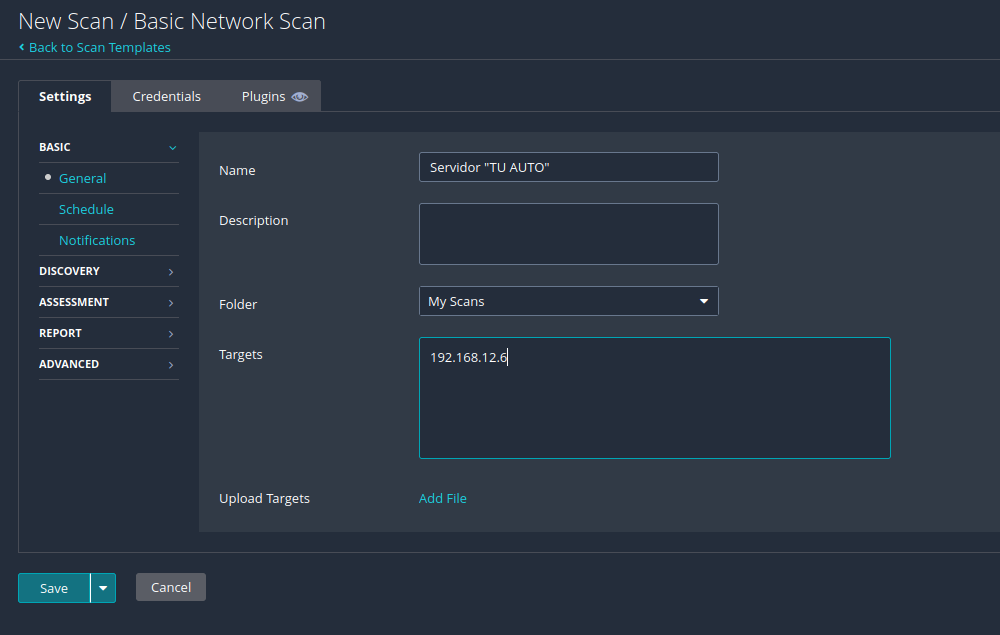 New Scan / Basic Network Scan
Back to Scan Templates
Settings Credentials Plugins
BASIC
General
Schedule
Notifications
DISCOVERY
ASSESSMENT
REPORT
ADVANCED
Name Servidor "TU AUTO"
Description
Folder My Scans
Targets 192.168.12.6
Upload Targets Add File
Save Cancel